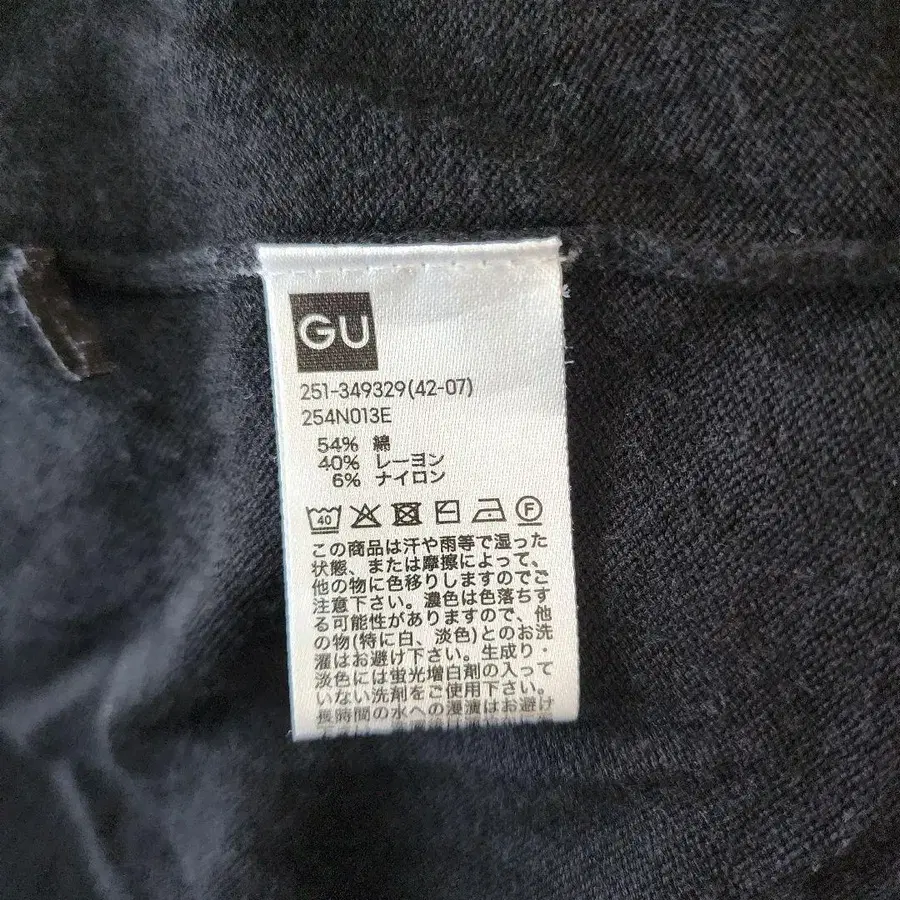 GU
251-349329(42-07)
254N013E
54% 綿
40% レーヨン
6% ナイロン
40
F
この商品は汗や雨等で湿った
状態、または摩擦によって、
他の物に色移りしますのでご
注意下さい。濃色は色落ちす
る可能性がありますので、他
の物(特に白、淡色)とのお洗
濯はお避け下さい。生成り・
淡色には蛍光増白剤の入って
いない洗剤をご使用下さい。
長時間の水への浸漬はお避け